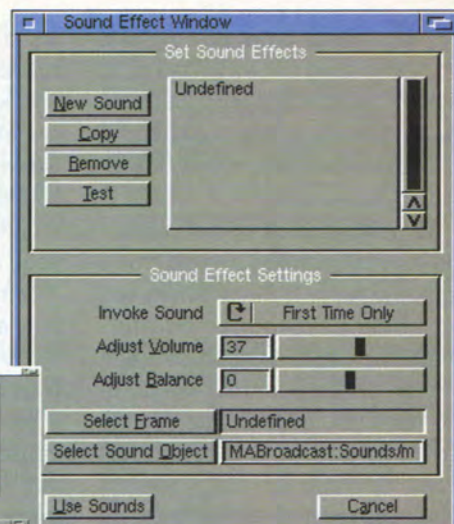 Sound Effect Window
Set Sound Effects
New Sound
Copy
Remove
Test
Undefined
Sound Effect Settings
Invoke Sound First Time Only
Adjust Volume 37
Adjust Balance 0
Select Frame Undefined
Select Sound Object MABroadcast:Sounds/m
Use Sounds Cancel